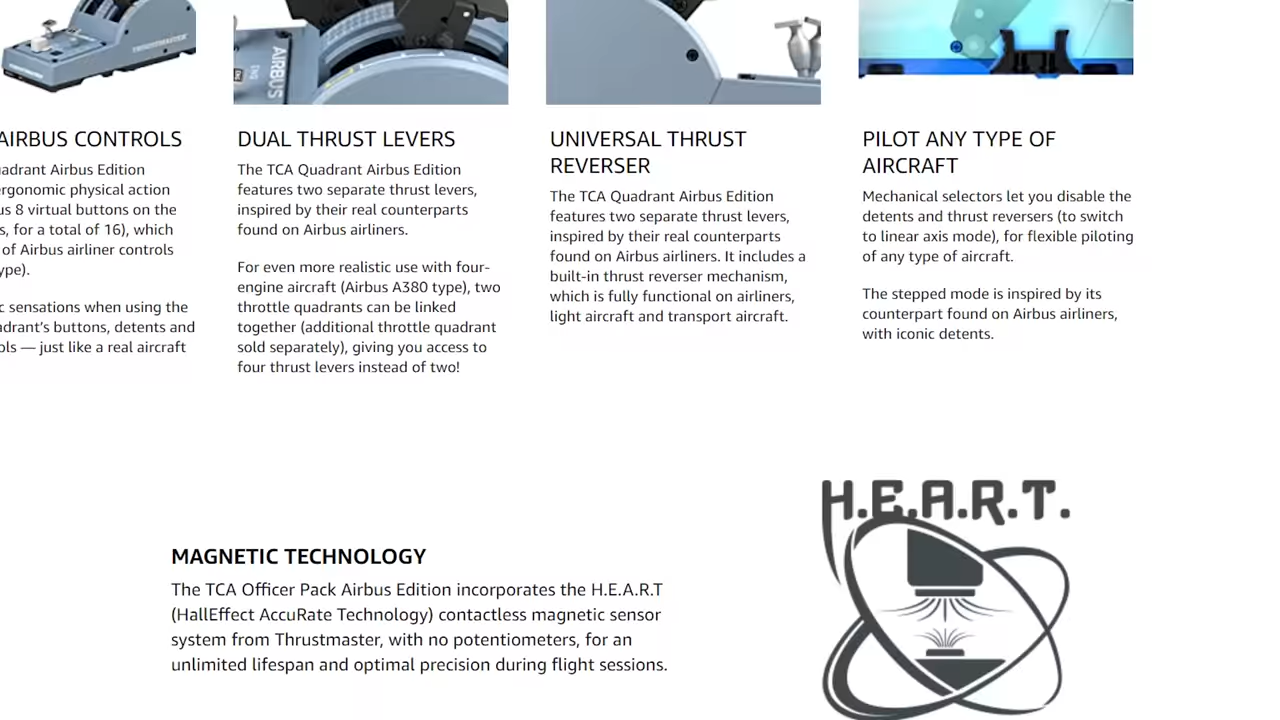 THRUSTMASTER
AIRBUS
AIRBUS CONTROLS
Quadrant Airbus Edition
ergonomic physical action
8 virtual buttons on the
for a total of 16), which
of Airbus airliner controls
sensations when using the
buttons, detents and
— just like a real aircraft
DUAL THRUST LEVERS
The TCA Quadrant Airbus Edition
features two separate thrust levers,
inspired by their real counterparts
found on Airbus airliners.
For even more realistic use with four-
engine aircraft (Airbus A380 type), two
throttle quadrants can be linked
together (additional throttle quadrant
sold separately), giving you access to
four thrust levers instead of two!
UNIVERSAL THRUST
REVERSER
The TCA Quadrant Airbus Edition
features two separate thrust levers,
inspired by their real counterparts
found on Airbus airliners. It includes a
built-in thrust reverser mechanism,
which is fully functional on airliners,
light aircraft and transport aircraft.
PILOT ANY TYPE OF
AIRCRAFT
Mechanical selectors let you disable the
detents and thrust reversers (to switch
to linear axis mode), for flexible piloting
of any type of aircraft.
The stepped mode is inspired by its
counterpart found on Airbus airliners,
with iconic detents.
H.E.A.R.T.
MAGNETIC TECHNOLOGY
The TCA Officer Pack Airbus Edition incorporates the H.E.A.R.T
(HallEffect AccuRate Technology) contactless magnetic sensor
system from Thrustmaster, with no potentiometers, for an
unlimited lifespan and optimal precision during flight sessions.